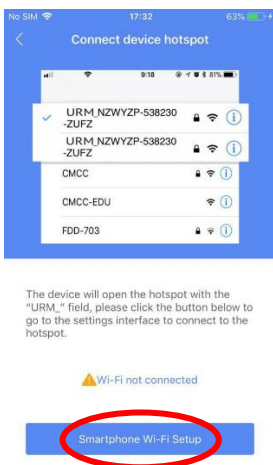 No SIM 17:32 63%
Connect device hotspot
9:18 81%
URM_NZWYZP-538230
-ZUFZ
URM_NZWYZP-538230
-ZUFZ
CMCC
CMCC-EDU
FDD-703
The device will open the hotspot with the
"URM_" field, please click the button below to
go to the settings interface to connect to the
hotspot.
Wi-Fi not connected
Smartphone Wi-Fi Setup